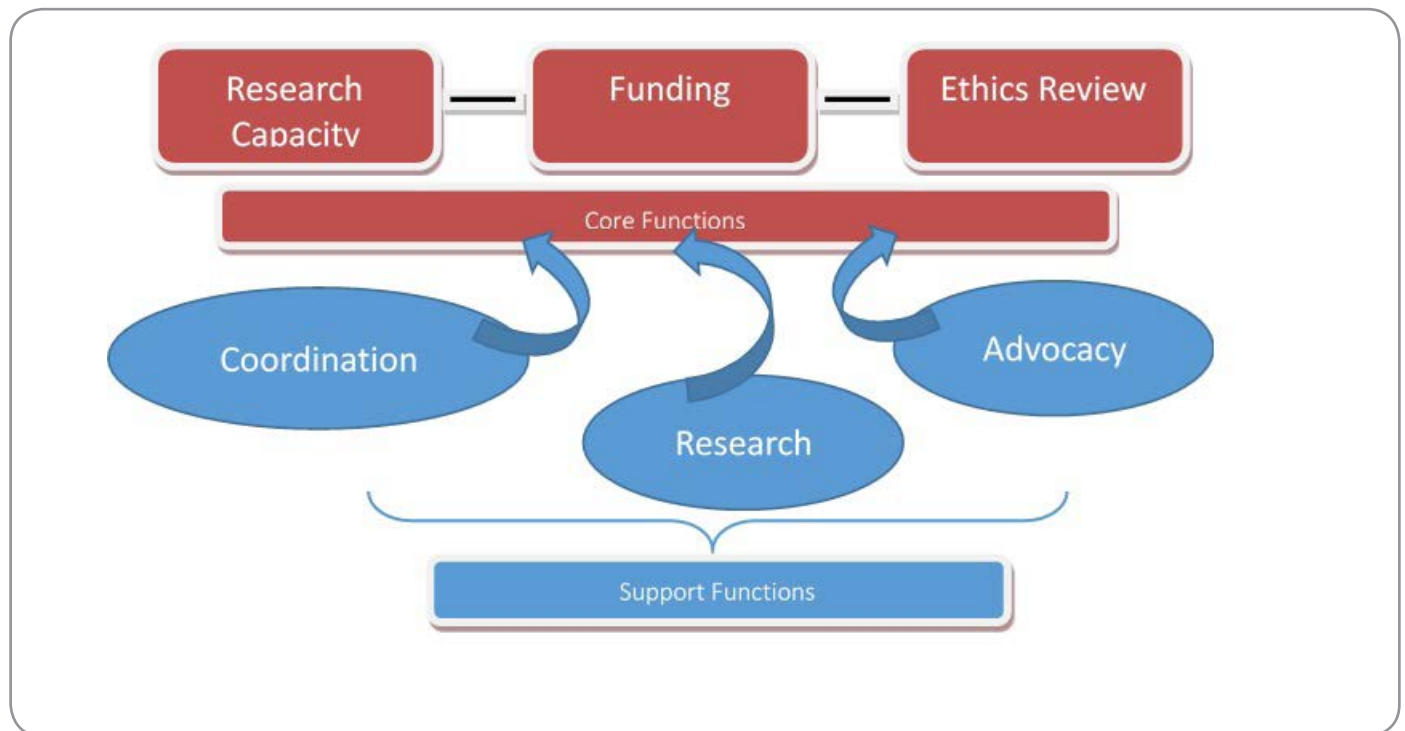 Research
Capacity
Funding
Ethics Review
Core Functions
Coordination
Advocacy
Research
Support Functions